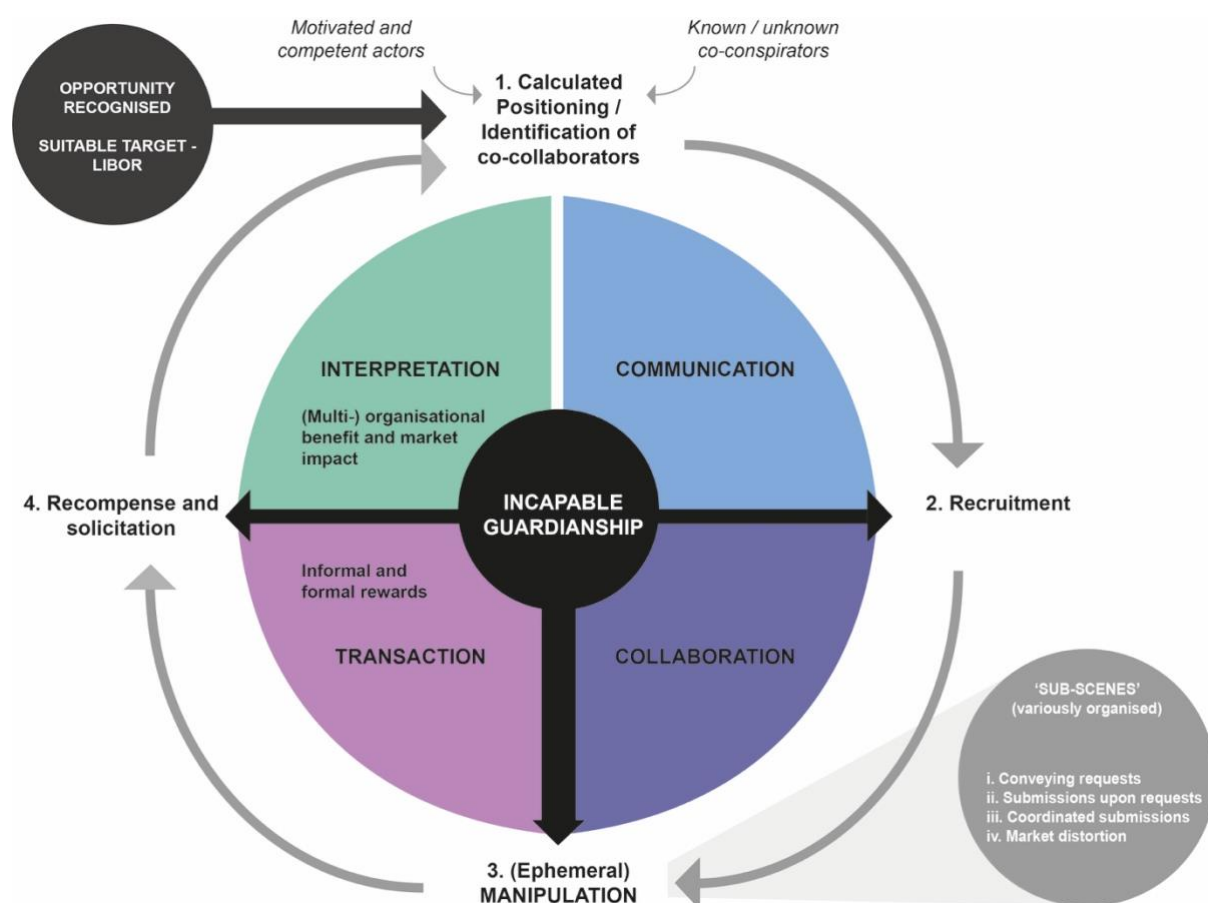 Motivated and
competent actors
Known / unknown
co-conspirators
OPPORTUNITY
RECOGNISED
SUITABLE TARGET -
LIBOR
1. Calculated
Positioning /
Identification of
co-collaborators
INTERPRETATION
(Multi-) organisational
benefit and market
impact
COMMUNICATION
4. Recompense and
solicitation
INCAPABLE
GUARDIANSHIP
2. Recruitment
Informal and
formal rewards
TRANSACTION
COLLABORATION
'SUB-SCENES'
(variously organised)
i. Conveying requests
ii. Submissions upon requests
iii. Coordinated submissions
iv. Market distortion
3. (Ephemeral)
MANIPULATION